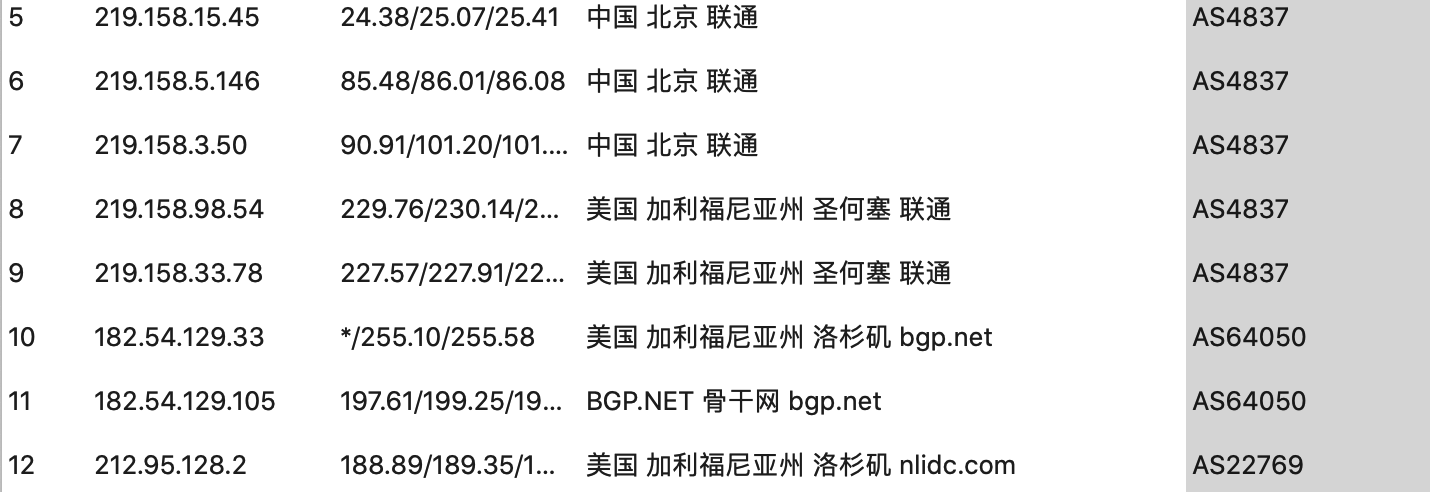 5 219.158.15.45 24.38/25.07/25.41 中国 北京 联通 AS4837
6 219.158.5.146 85.48/86.01/86.08 中国 北京 联通 AS4837
7 219.158.3.50 90.91/101.20/101.... 中国 北京 联通 AS4837
8 219.158.98.54 229.76/230.14/2... 美国 加利福尼亚州 圣何塞 联通 AS4837
9 219.158.33.78 227.57/227.91/22... 美国 加利福尼亚州 圣何塞 联通 AS4837
10 182.54.129.33 */255.10/255.58 美国 加利福尼亚州 洛杉矶 bgp.net AS64050
11 182.54.129.105 197.61/199.25/19... BGP.NET 骨干网 bgp.net AS64050
12 212.95.128.2 188.89/189.35/1... 美国 加利福尼亚州 洛杉矶 nlidc.com AS22769